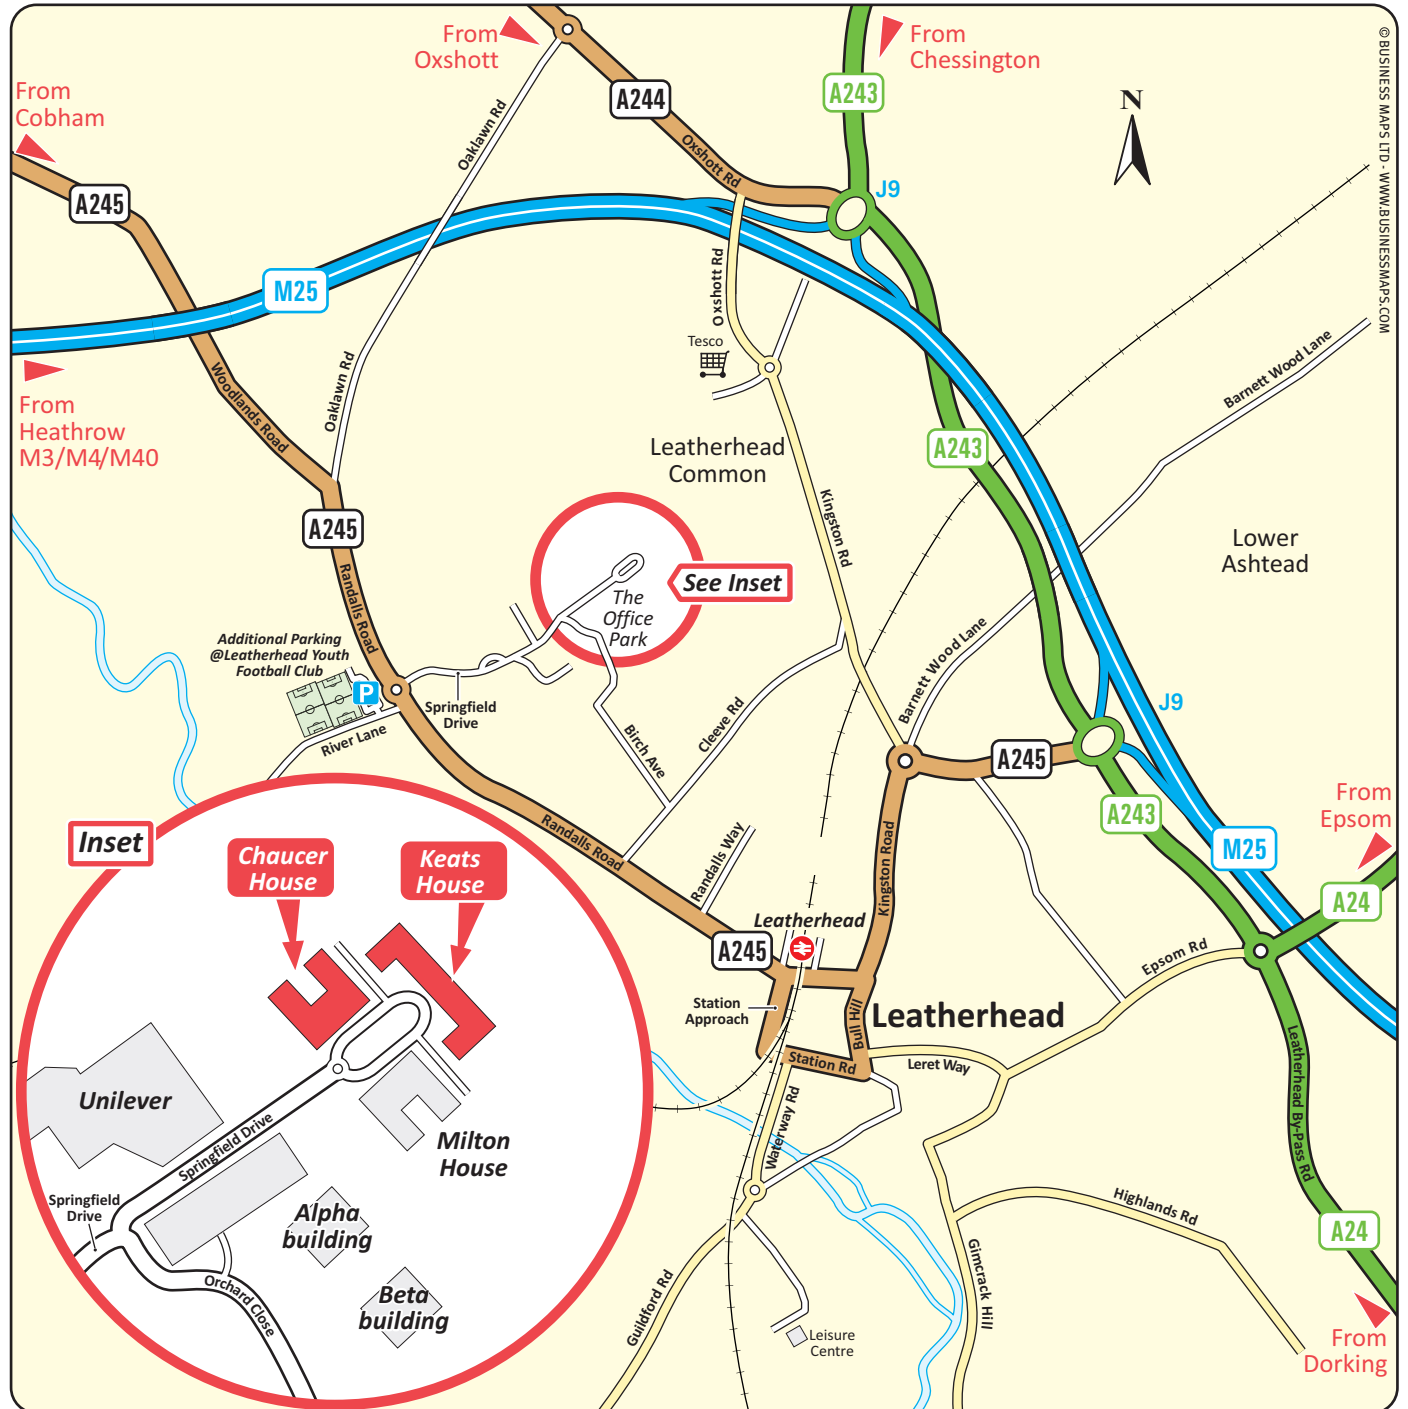 From
Oxshott
From
Chessington
© BUSINESS MAPS LTD - WWW.BUSINESSMAPS.COM
From
Cobham
A244
A243
N
Oaklawn Rd
Oxshott Rd
A245
J9
M25
Oxshott Rd
Tesco
Barnett Wood Lane
Oaklawn Rd
From
Heathrow
M3/M4/M40
Woodlands Road
Leatherhead
Common
A243
Kingston Rd
A245
Lower
Ashtead
See Inset
The
Office
Park
Randalls Road
Additional Parking
@Leatherhead Youth
Football Club
P
Springfield
Drive
River Lane
Barnett Wood Lane
Cleeve Rd
Birch Ave
J9
A245
A243
From
Epsom
M25
A24
Randalls Road
Randalls Way
Kingston Road
Inset
Chaucer
House
Keats
House
Leatherhead
A245
Epsom Rd
Station
Approach
Bull Hill
Leatherhead
Station Rd
Leret Way
Leatherhead By-Pass Rd
Unilever
Waterway Rd
Springfield Drive
Milton
House
Springfield
Drive
Alpha
building
Highlands Rd
A24
Gimcrack Hill
Orchard Close
Beta
building
Guildford Rd
Leisure
Centre
From
Dorking